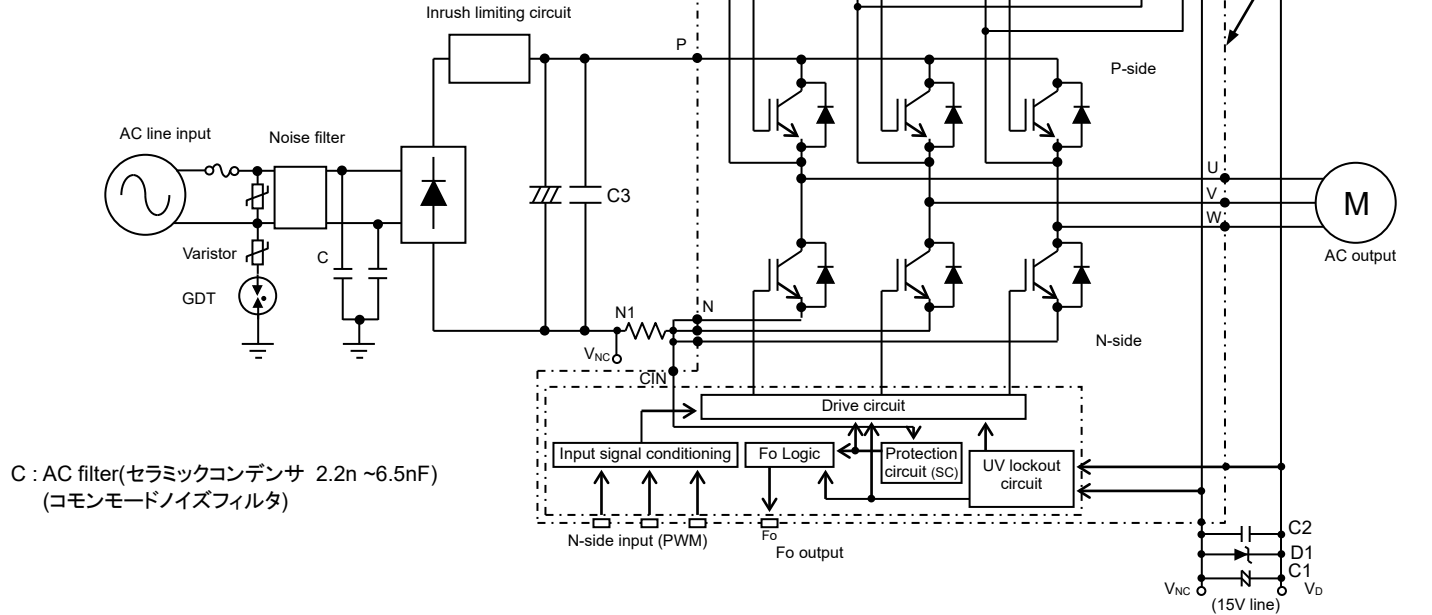 Inrush limiting circuit
P
P-side
AC line input
Noise filter
C3
U
V
W
M
AC output
Varistor
C
GDT
N1
N
VNC
N-side
CIN
Drive circuit
Input signal conditioning
Fo Logic
Protection
circuit (SC)
UV lockout
circuit
C : AC filter(セラミックコンデンサ 2.2n ~6.5nF)
(コモンモードノイズフィルタ)
N-side input (PWM)
Fo
Fo output
C2
D1
C1
VNC
VD
(15V line)